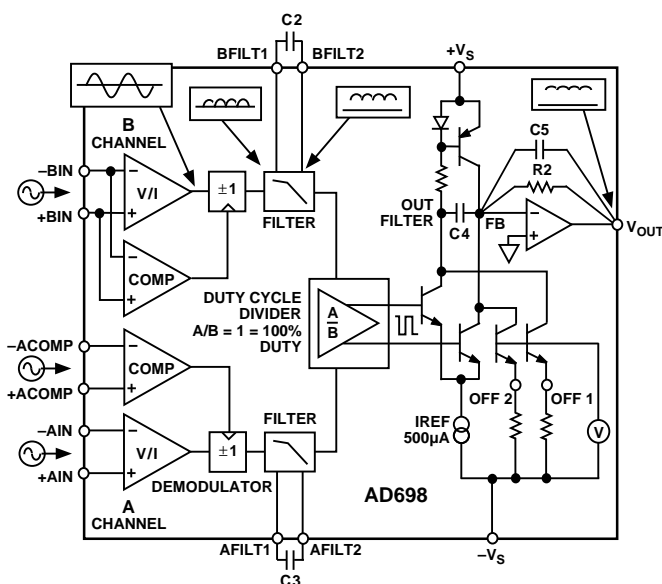 C2
BFILT1
BFILT2
+VS
B
CHANNEL
C5
R2
–BIN
+BIN
V/I
±1
FILTER
OUT
FILTER
C4
FB
–
+
VOUT
COMP
DUTY CYCLE
DIVIDER
A/B = 1 = 100%
DUTY
A
B
–ACOMP
+ACOMP
COMP
FILTER
OFF 2
OFF 1
IREF
500µA
V
–AIN
+AIN
V/I
±1
DEMODULATOR
A
CHANNEL
AD698
AFILT1
AFILT2
C3
–VS